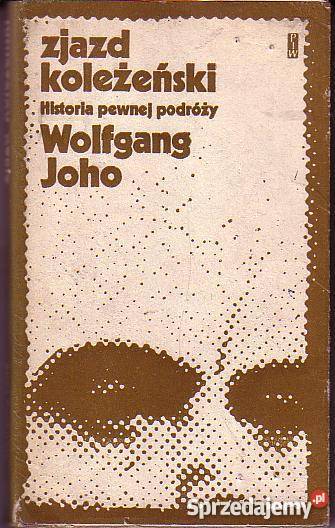 zjazd
koleżeński
Historia pewnej podróży
Wolfgang
Joho
PIW
Sprzedajemy.pl